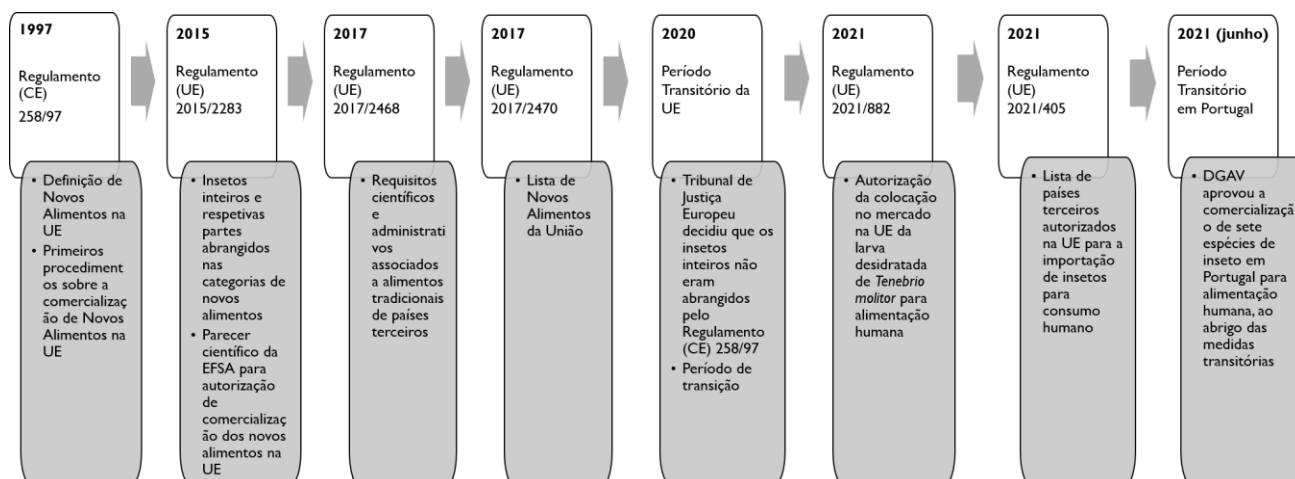 1997
Regulamento
(CE)
258/97
• Definição de
Novos
Alimentos na
UE
• Primeiros
procediment
os sobre a
comercializaç
ão de Novos
Alimentos na
UE
2015
Regulamento
(UE)
2015/2283
• Insetos
inteiros e
respetivas
partes
abrangidos
nas
categorias de
novos
alimentos
• Parecer
científico da
EFSA para
autorização
de
comercializaç
ão dos novos
alimentos na
UE
2017
Regulamento
(UE)
2017/2468
• Requisitos
científicos
e
administrati
vos
associados
a alimentos
tradicionais
de países
terceiros
2017
Regulamento
(UE)
2017/2470
• Lista de
Novos
Alimentos
da União
2020
Período
Transitório da
UE
• Tribunal de
Justiça
Europeu
decidiu que os
insetos
inteiros não
eram
abrangidos
pelo
Regulamento
(CE) 258/97
• Período de
transição
2021
Regulamento
(UE)
2021/882
• Autorização
da colocação
no mercado
na UE da
larva
desidratada
de Tenebrio
molitor para
alimentação
humana
2021
Regulamento
(UE)
2021/405
• Lista de
países
terceiros
autorizados
na UE para a
importação
de insetos
para
consumo
humano
2021 (junho)
Período
Transitório
em Portugal
• DGAV
aprovou a
comercializaçã
o de sete
espécies de
inseto em
Portugal para
alimentação
humana, ao
abrigo das
medidas
transitórias